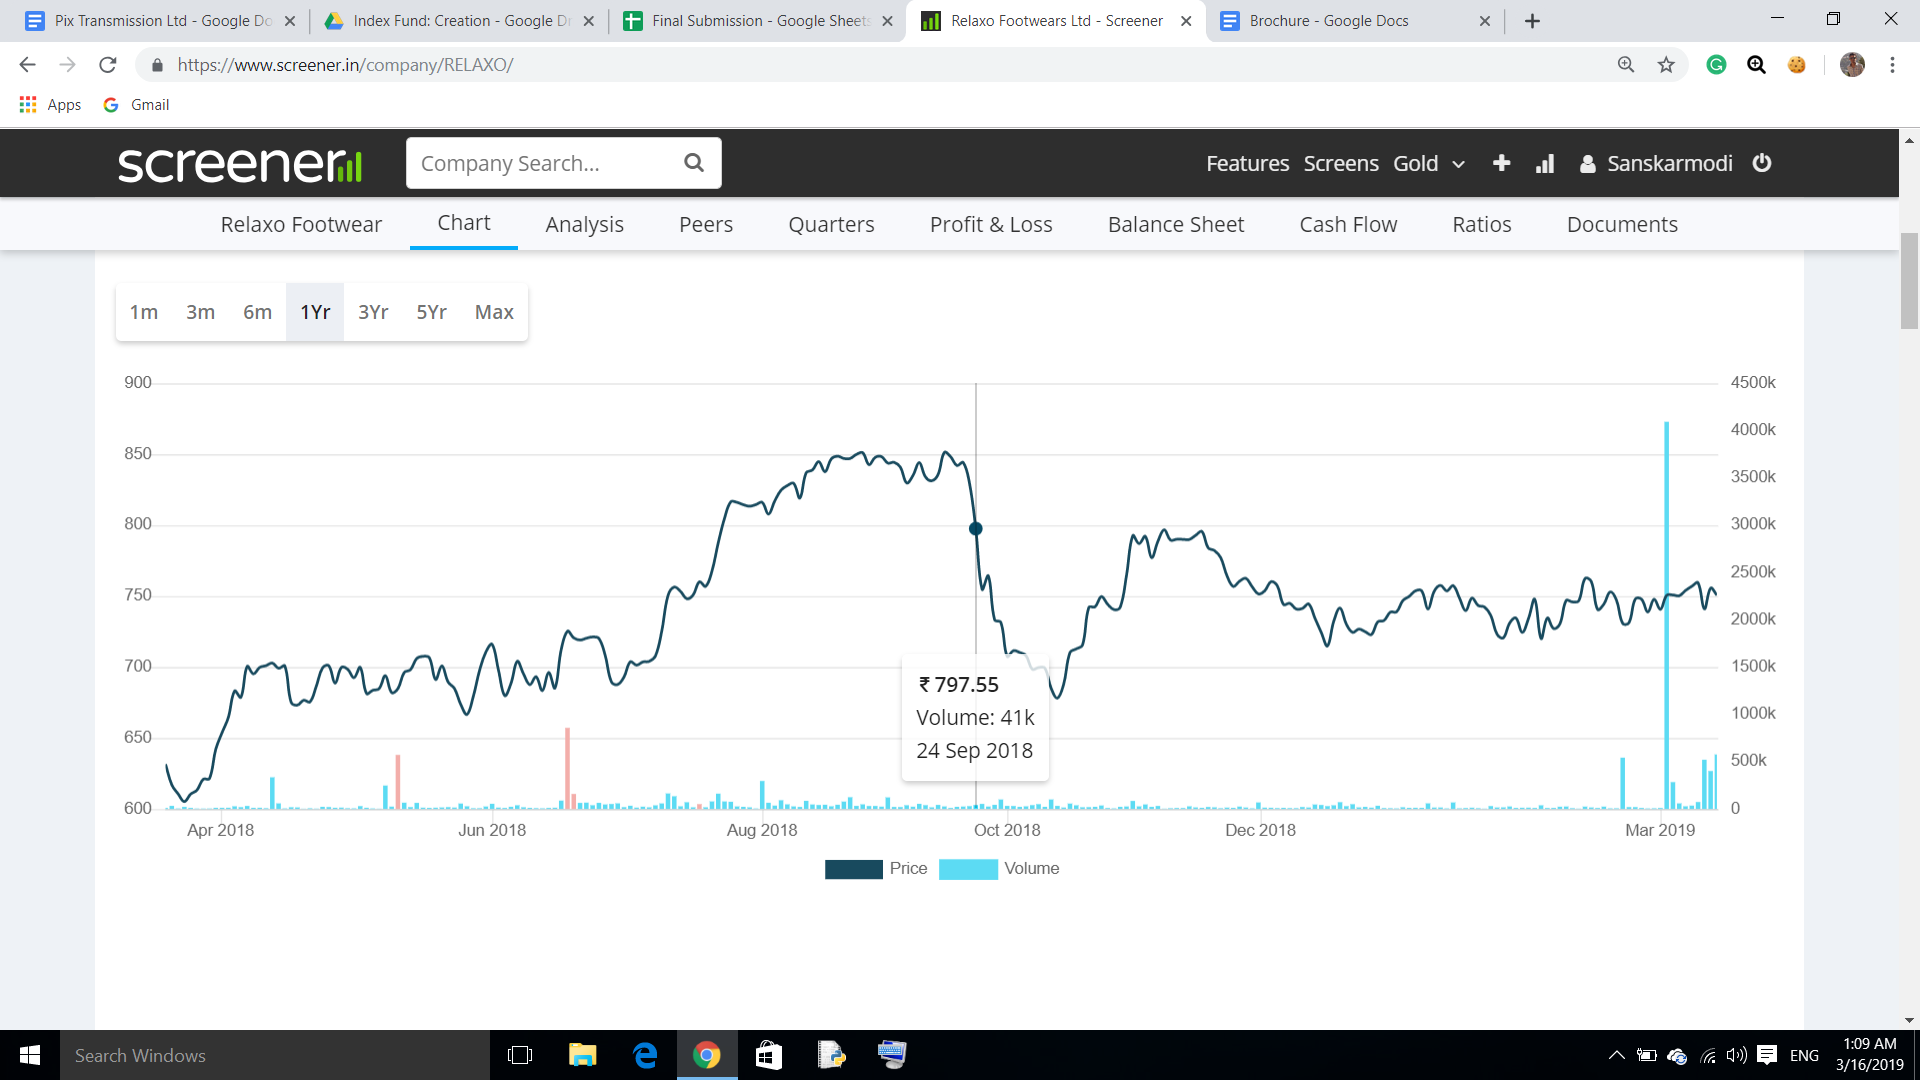 Pix Transmission Ltd - Google Do
Index Fund: Creation - Google Dr
Final Submission - Google Sheets
Relaxo Footwears Ltd - Screener
Brochure - Google Docs
https://www.screener.in/company/RELAXO/
Apps
Gmail
screener
Company Search...
Features Screens Gold
Sanskarmodi
Relaxo Footwear Chart Analysis Peers Quarters Profit & Loss Balance Sheet Cash Flow Ratios Documents
1m 3m 6m 1Yr 3Yr 5Yr Max
900 4500k
4000k
850
3500k
800 3000k
2500k
750
2000k
700 1500k
₹ 797.55
1000k
Volume: 41k
650
24 Sep 2018
500k
600 0
Apr 2018 Jun 2018 Aug 2018 Oct 2018 Dec 2018 Mar 2019
Price Volume
Search Windows
ENG
1:09 AM
3/16/2019